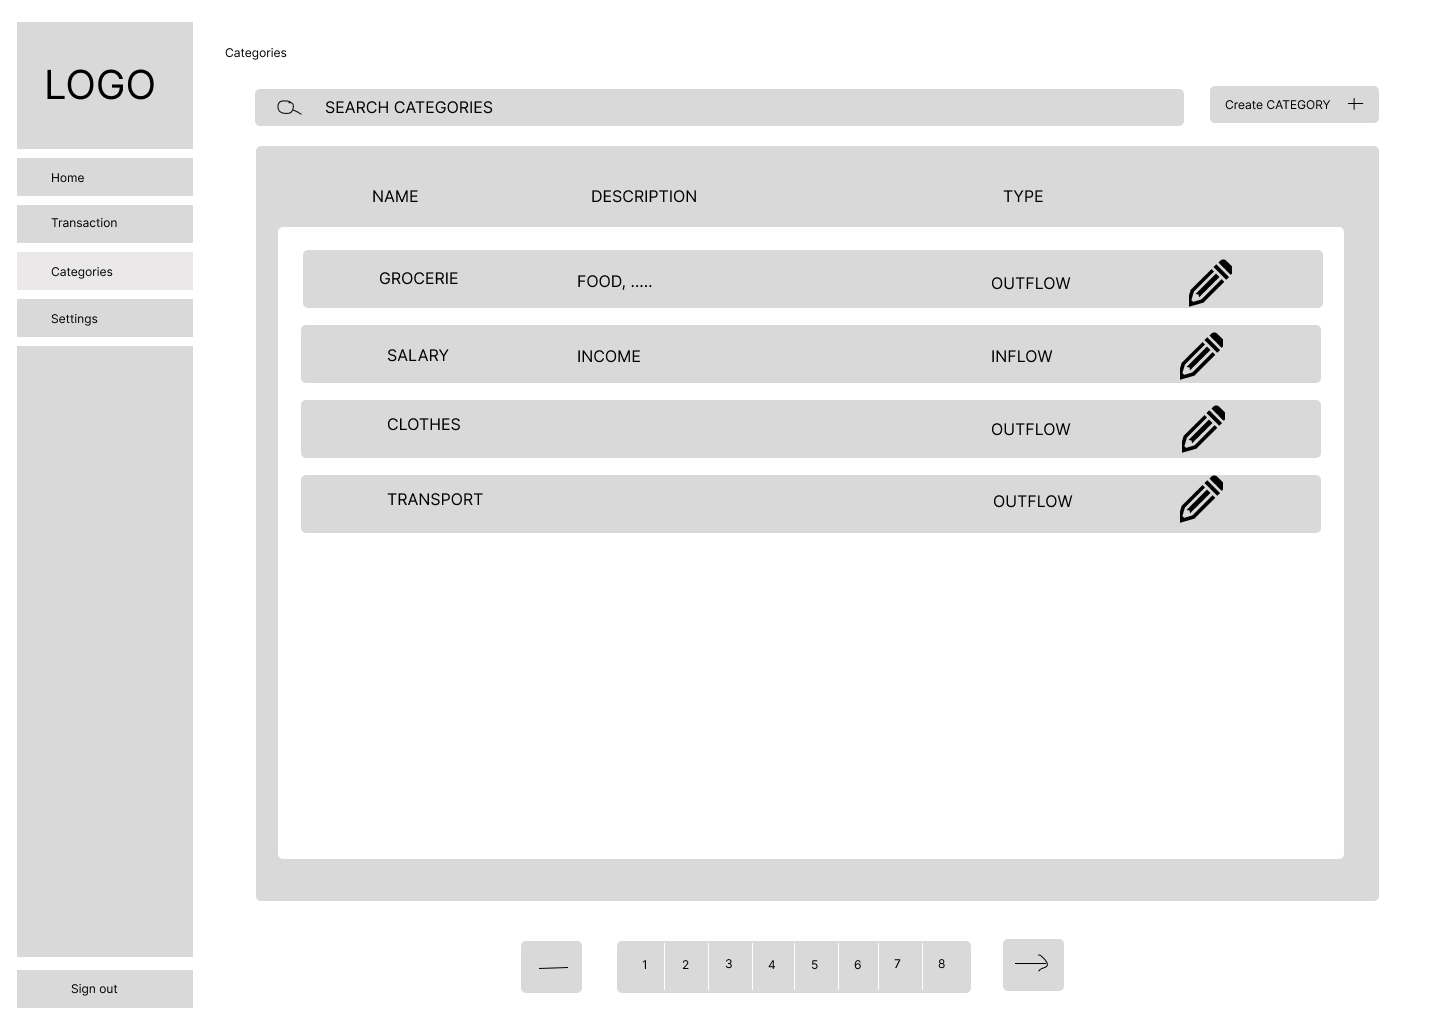 LOGO
Home
Transaction
Categories
Settings
Sign out
Categories
SEARCH CATEGORIES
Create CATEGORY
NAME DESCRIPTION TYPE
GROCERIE FOOD, ..... OUTFLOW
SALARY INCOME INFLOW
CLOTHES OUTFLOW
TRANSPORT OUTFLOW
1 2 3 4 5 6 7 8